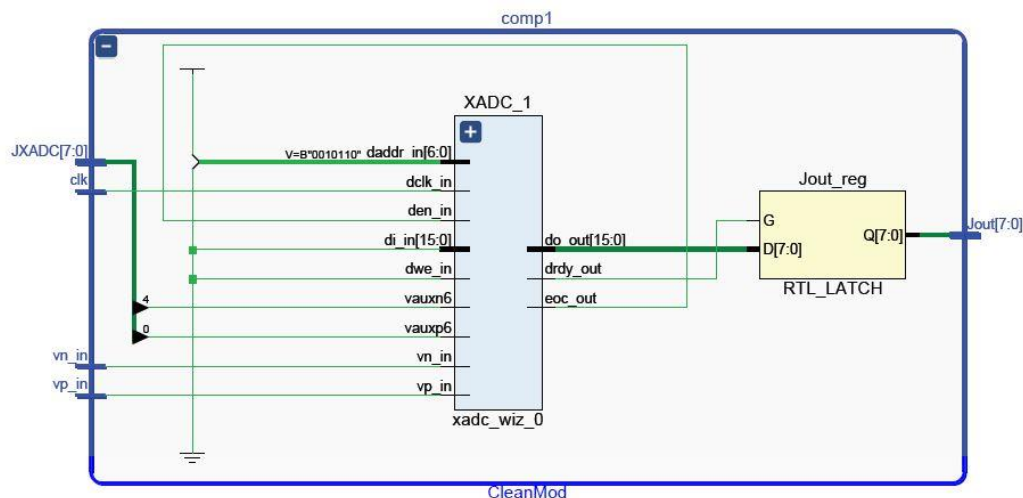 comp1
XADC_1
JXADC[7:0]
V=B"0010110" daddr_in[6:0]
clk
dclk_in
den_in
di_in[15:0]
do_out[15:0]
dwe_in
drdy_out
4
vauxn6
eoc_out
0
vauxp6
vn_in
vn_in
vp_in
vp_in
xadc_wiz_0
Jout_reg
G
D[7:0]
Q[7:0]
Jout[7:0]
RTL_LATCH
CleanMod